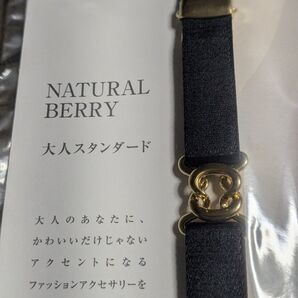 NATURAL
BERRY
大人スタンダード
大人のあなたに、
かわいいだけじゃない
アクセントになる
ファッションアクセサリーを